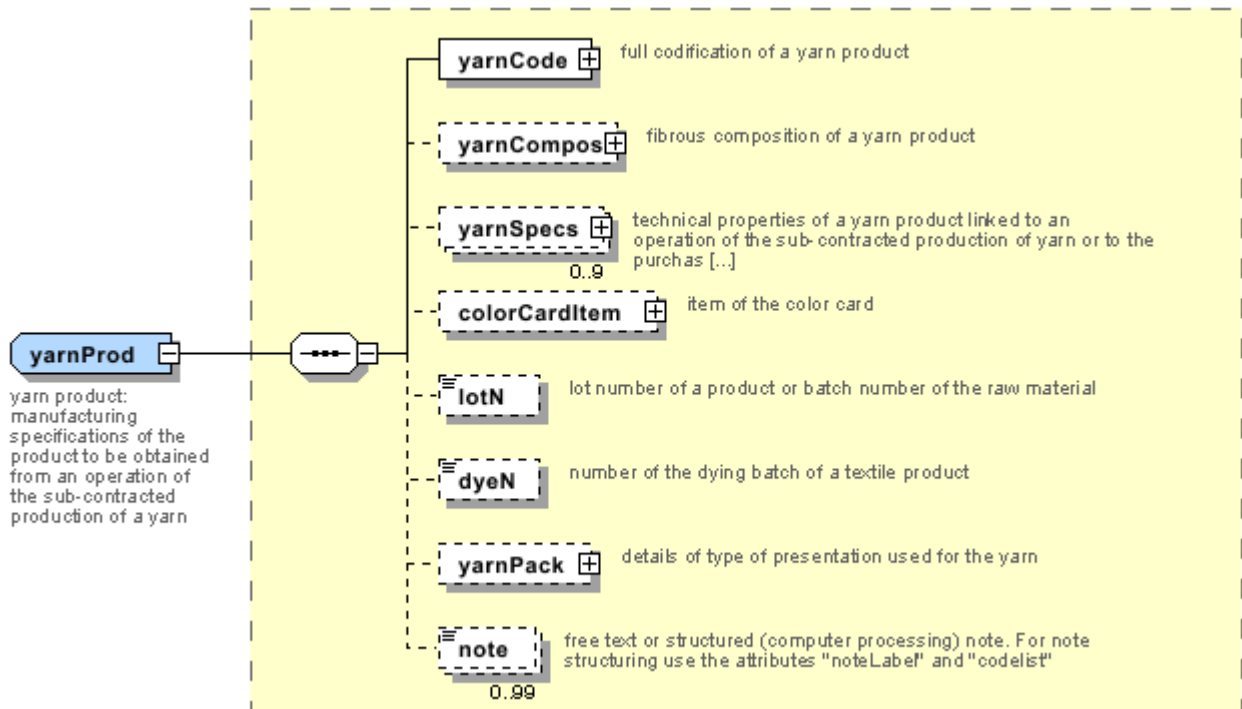 yarnCode
full codification of a yarn product
yarnCompos
fibrous composition of a yarn product
yarnSpecs
technical properties of a yarn product linked to an
operation of the sub-contracted production of yarn or to the
purchas [...]
0..9
colorCardItem
item of the color card
yarnProd
yarn product:
manufacturing
specifications of the
product to be obtained
from an operation of
the sub-contracted
production of a yarn
lotN
lot number of a product or batch number of the raw material
dyeN
number of the dying batch of a textile product
yarnPack
details of type of presentation used for the yarn
note
free text or structured (computer processing) note. For note
structuring use the attributes "noteLabel" and "codelist"
0..99